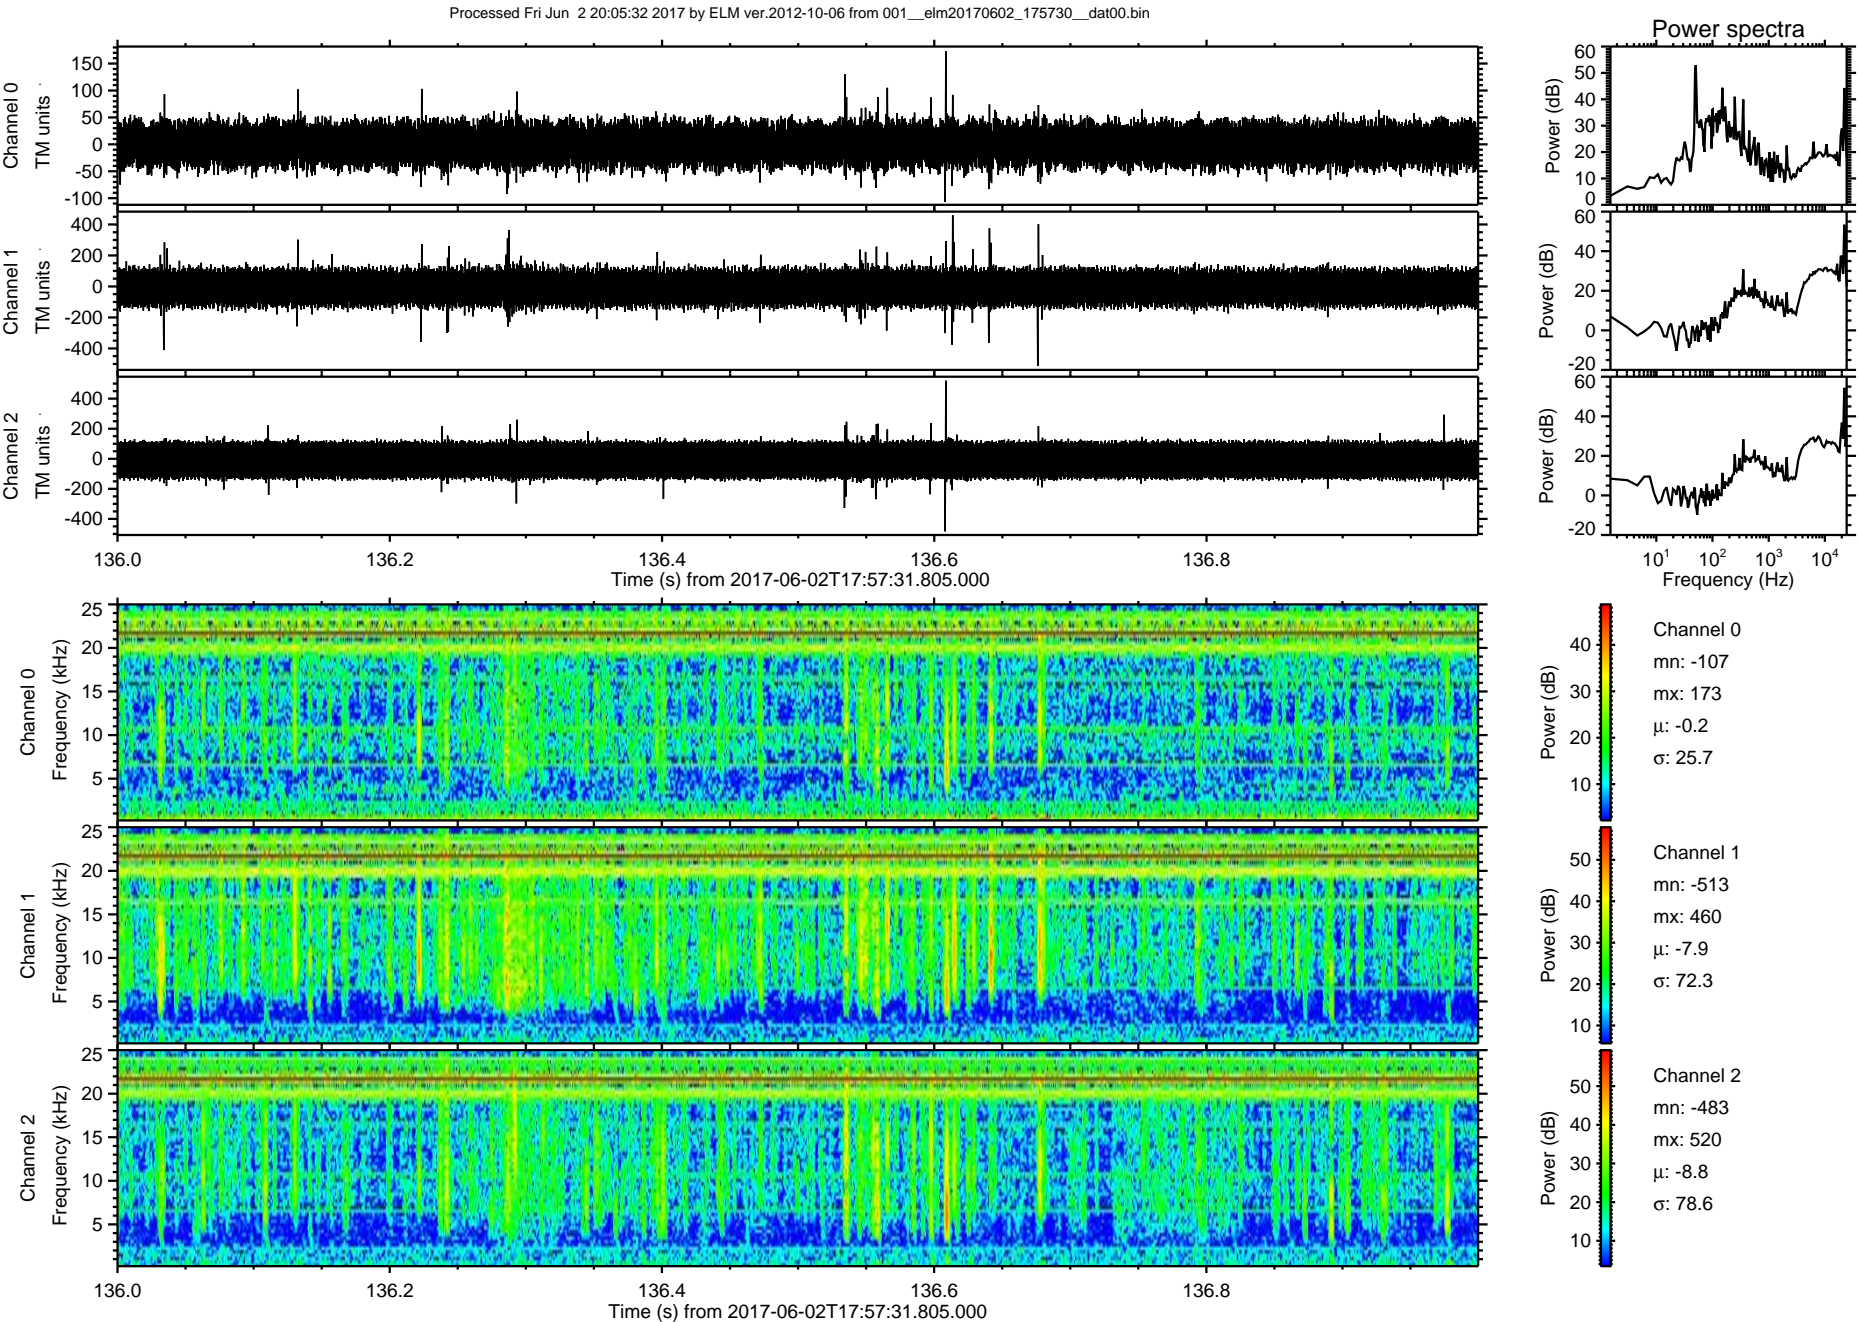 Processed Fri Jun  2 20:05:32 2017 by ELM ver.2012-10-06 from 001__elm20170602_175730__dat00.bin
Power spectra
Channel 0
TM units
150
100
50
0
-50
-100
Power (dB)
60
50
40
30
20
10
0
Channel 1
TM units
400
200
0
-200
-400
Power (dB)
60
40
20
0
-20
Channel 2
TM units
400
200
0
-200
-400
Power (dB)
60
40
20
0
-20
136.0 136.2 136.4 136.6 136.8
Time (s) from 2017-06-02T17:57:31.805.000
10¹ 10² 10³ 10⁴
Frequency (Hz)
Channel 0
Frequency (kHz)
25
20
15
10
5
Power (dB)
40
30
20
10
Channel 0
mn: -107
mx: 173
μ: -0.2
σ: 25.7
Channel 1
Frequency (kHz)
25
20
15
10
5
Power (dB)
50
40
30
20
10
Channel 1
mn: -513
mx: 460
μ: -7.9
σ: 72.3
Channel 2
Frequency (kHz)
25
20
15
10
5
Power (dB)
50
40
30
20
10
Channel 2
mn: -483
mx: 520
μ: -8.8
σ: 78.6
136.0 136.2 136.4 136.6 136.8
Time (s) from 2017-06-02T17:57:31.805.000